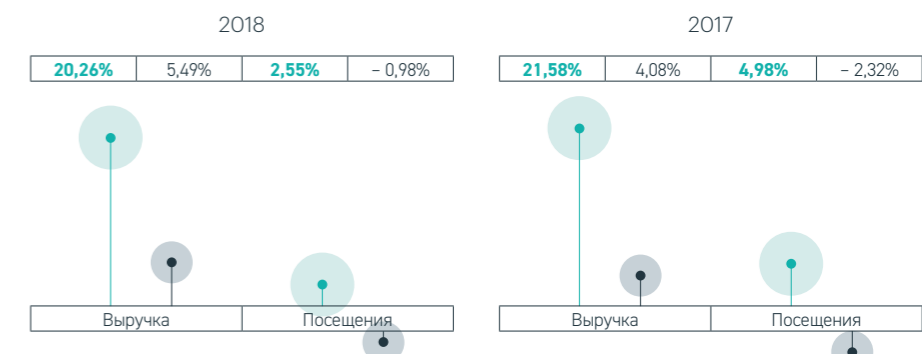 2018
2017
20,26% 5,49% 2,55% – 0,98%
21,58% 4,08% 4,98% – 2,32%
Выручка Посещения
Выручка Посещения